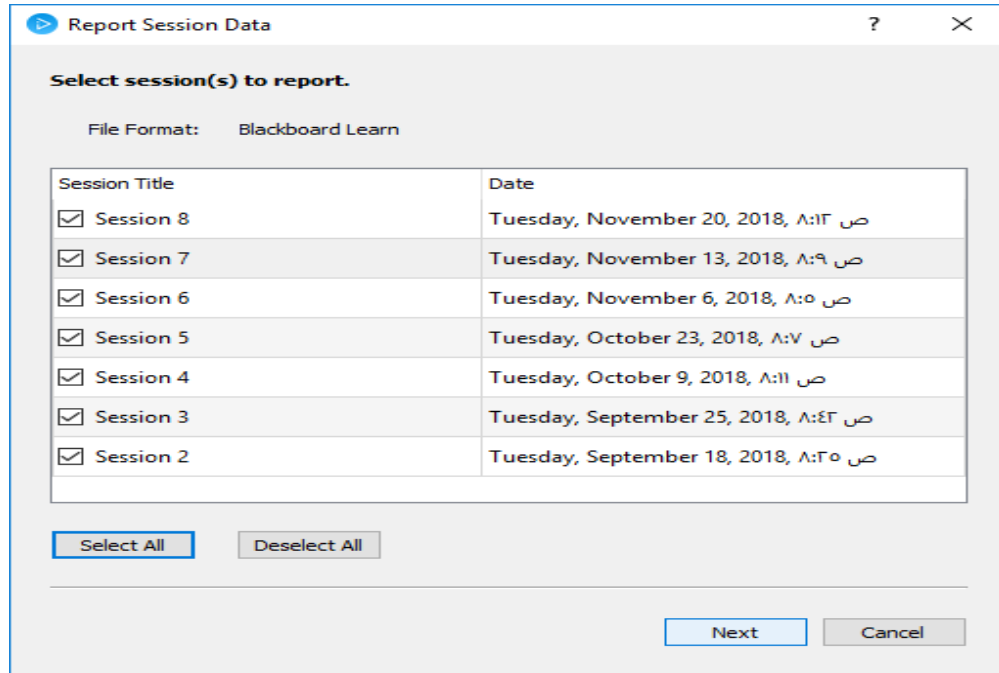 Report Session Data ?
Select session(s) to report.
File Format: Blackboard Learn
Session Title Date
Session 8 Tuesday, November 20, 2018, ٨:١٢ ص
Session 7 Tuesday, November 13, 2018, ٨:٩ ص
Session 6 Tuesday, November 6, 2018, ٨:٥ ص
Session 5 Tuesday, October 23, 2018, ٨:٧ ص
Session 4 Tuesday, October 9, 2018, ٨:١١ ص
Session 3 Tuesday, September 25, 2018, ٨:٤٢ ص
Session 2 Tuesday, September 18, 2018, ٨:٢٥ ص
Select All Deselect All
Next Cancel